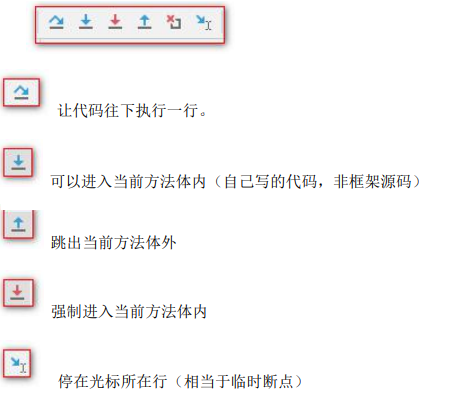 让代码往下执行一行。
可以进入当前方法体内（自己写的代码，非框架源码）
跳出当前方法体外
强制进入当前方法体内
停在光标所在行（相当于临时断点）